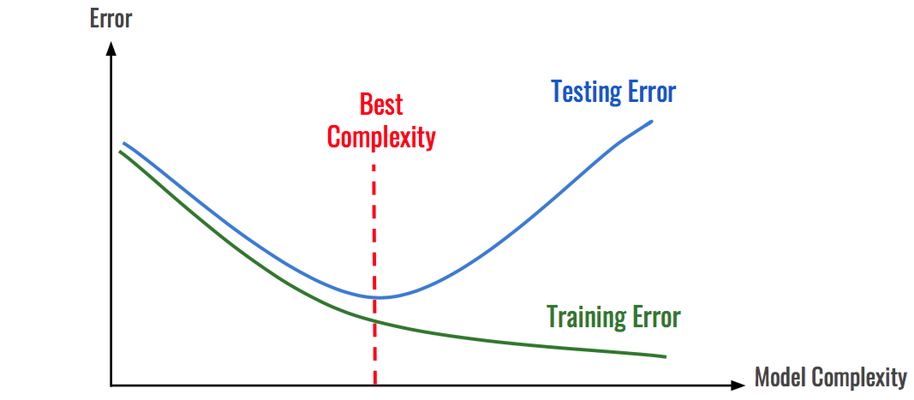 Error
Testing Error
Best
Complexity
Training Error
Model Complexity